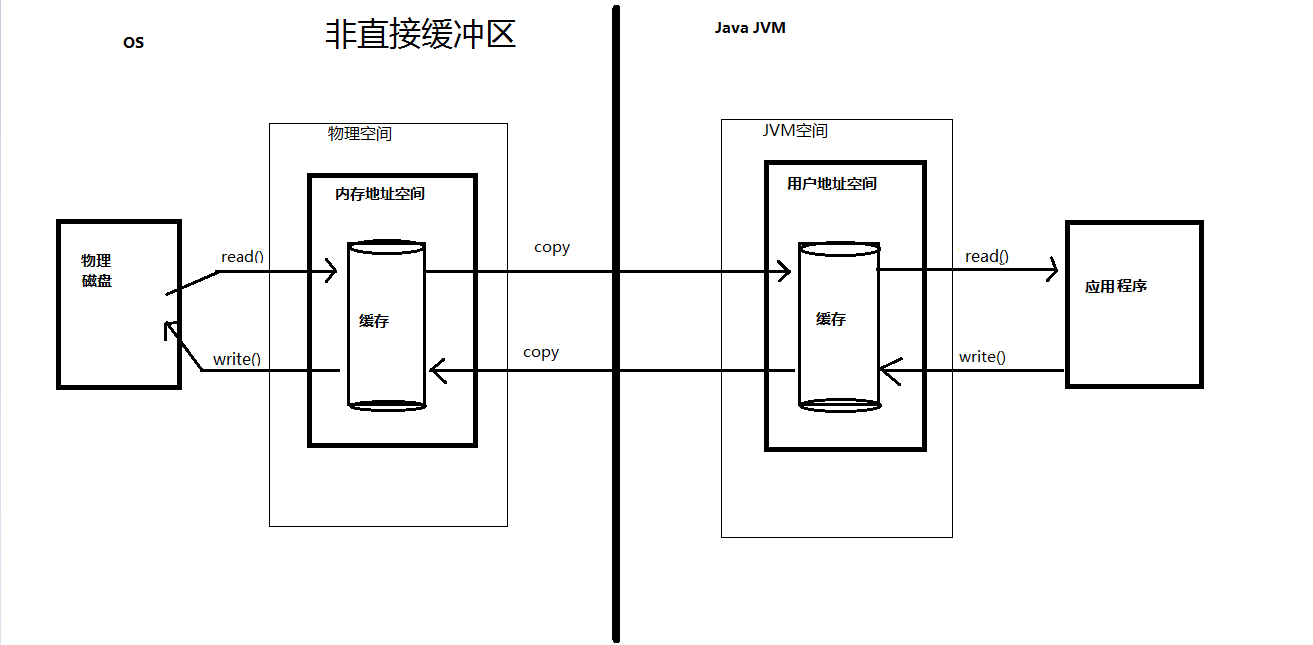 OS
非直接缓冲区
Java JVM
物理空间
JVM空间
内存地址空间
用户地址空间
物理
磁盘
read()
copy
read()
应用程序
缓存
缓存
write()
copy
write()